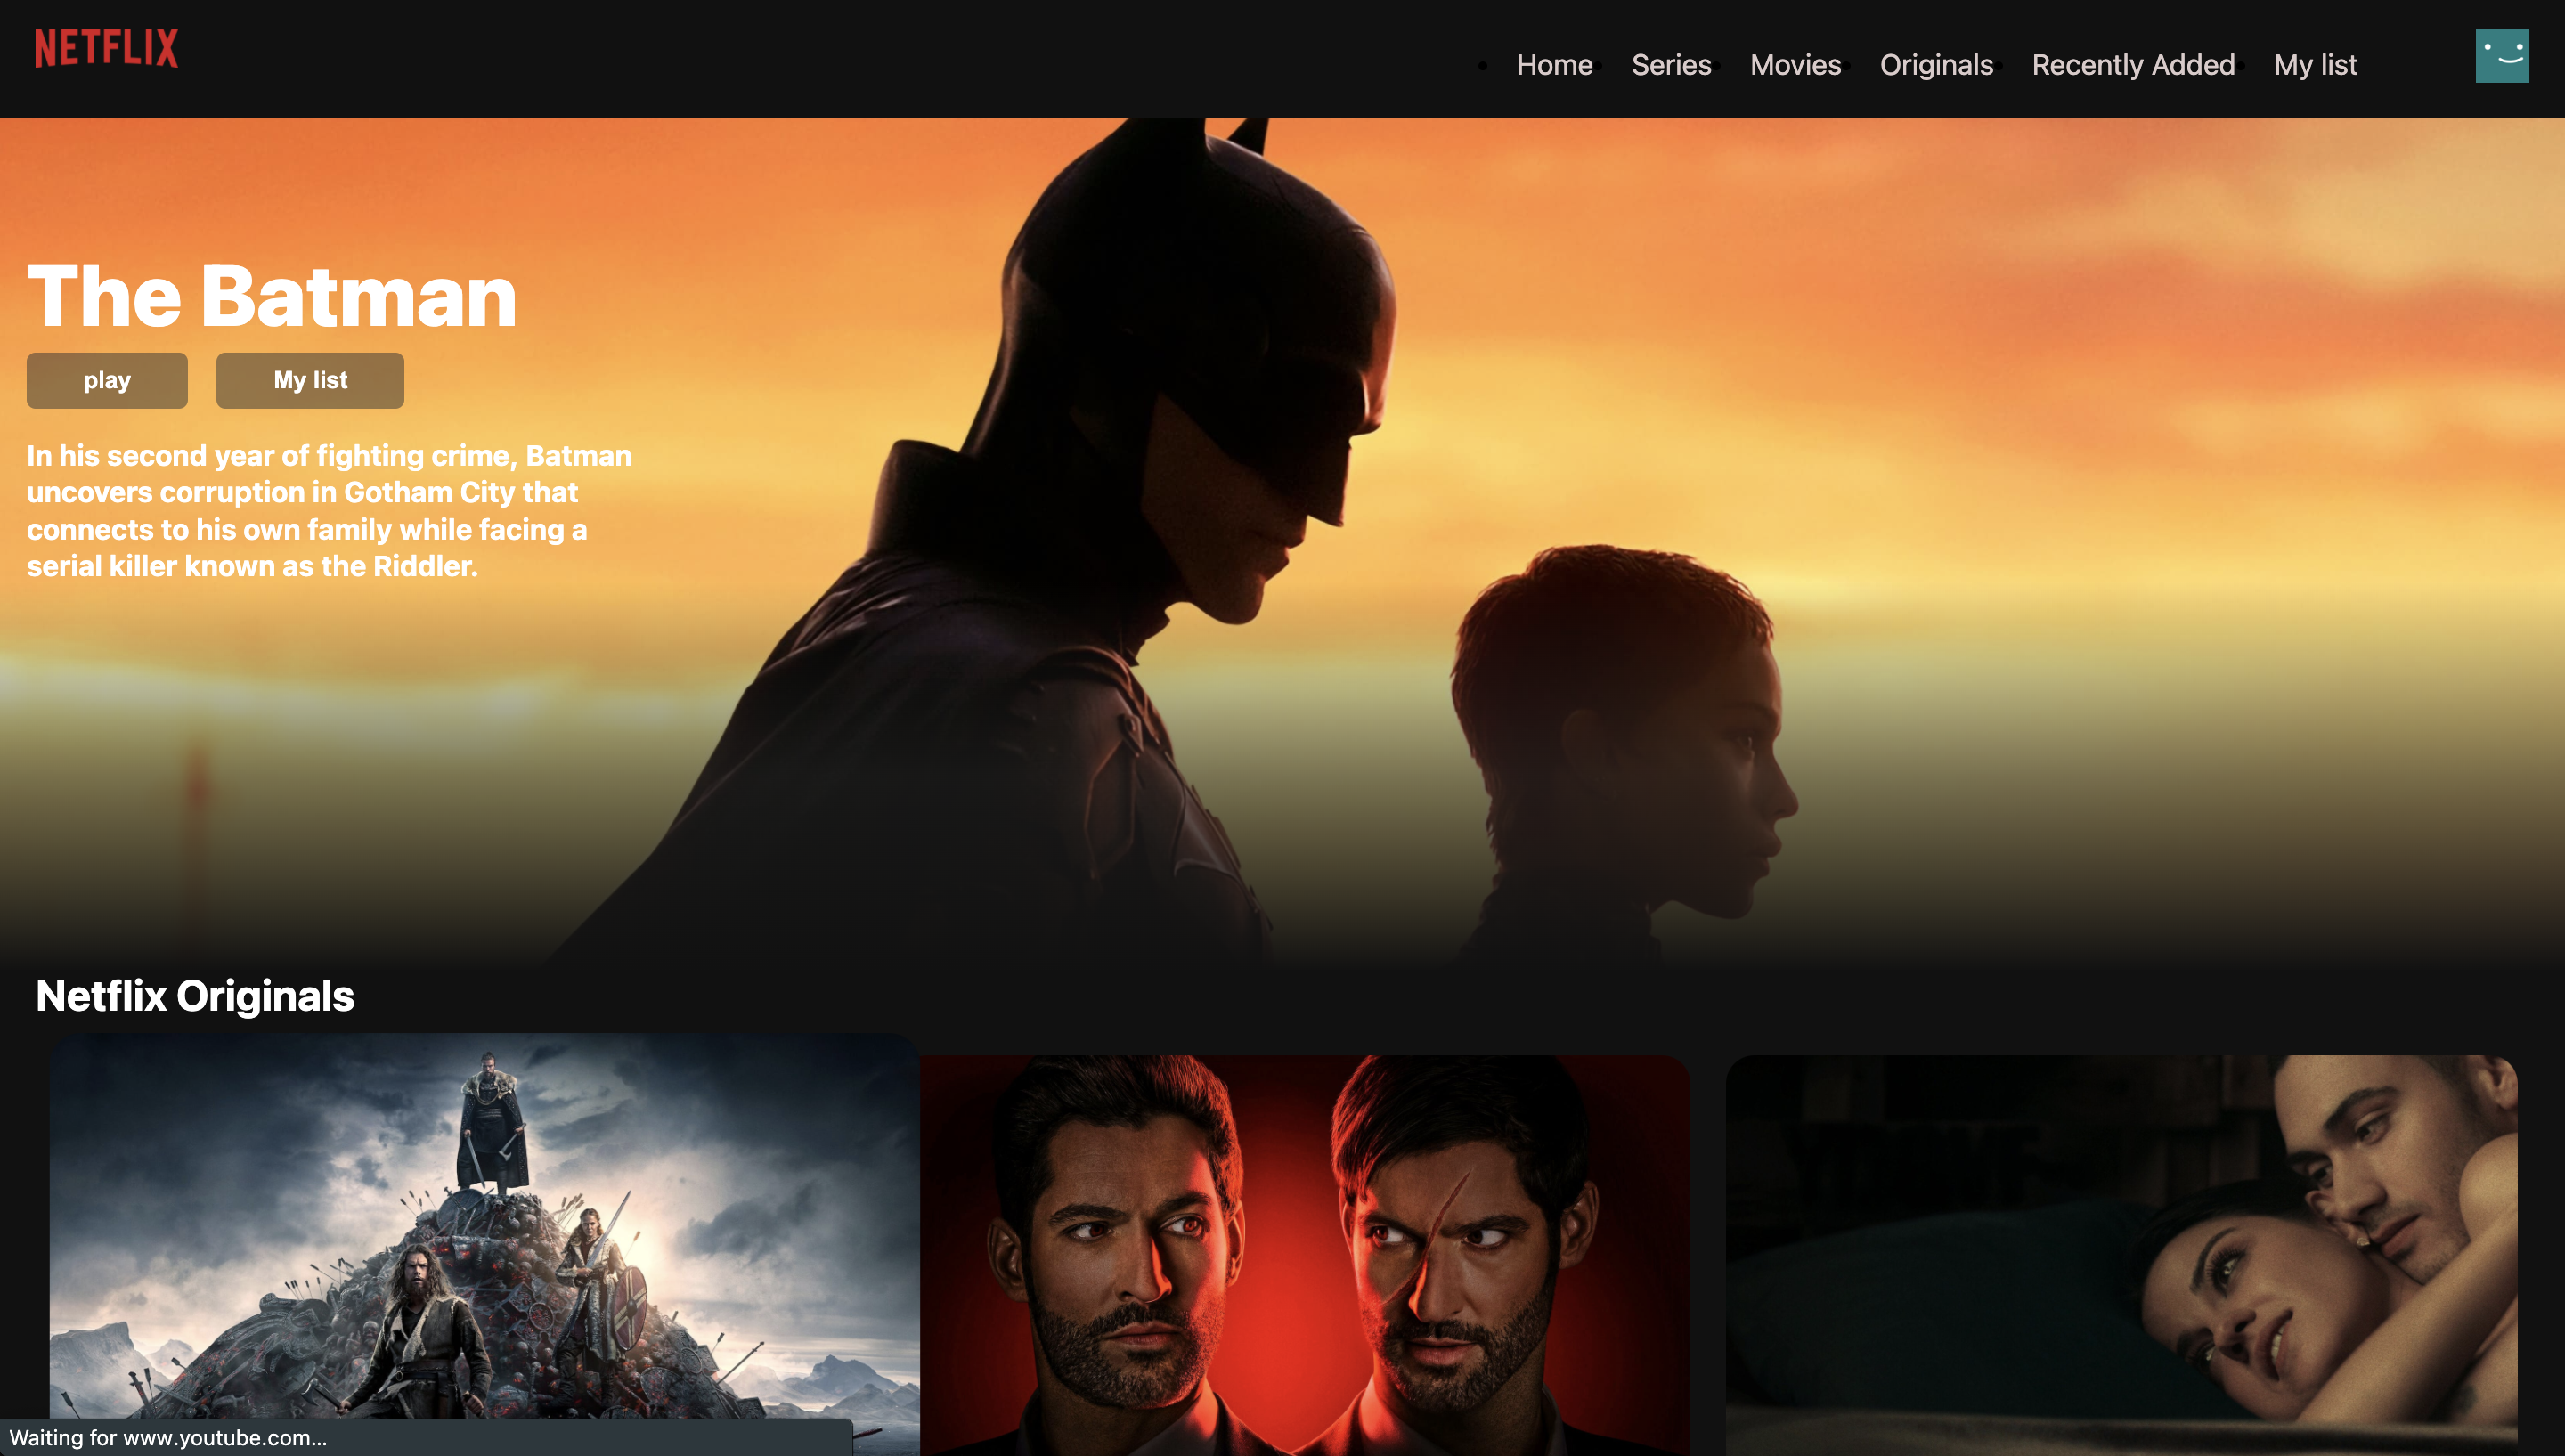 NETFLIX
Home Series Movies Originals Recently Added My list
The Batman
play My list
In his second year of fighting crime, Batman
uncovers corruption in Gotham City that
connects to his own family while facing a
serial killer known as the Riddler.
Netflix Originals
Waiting for www.youtube.com...